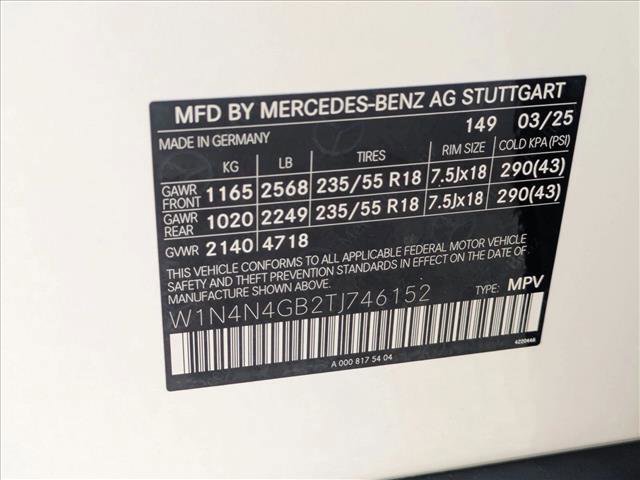 MFD BY MERCEDES-BENZ AG STUTTGART
MADE IN GERMANY 149 03/25
KG LB TIRES RIM SIZE COLD KPA(PSI)
GAWR FRONT 1165 2568 235/55 R18 7.5Jx18 290(43)
GAWR REAR 1020 2249 235/55 R18 7.5Jx18 290(43)
GVWR 2140 4718
THIS VEHICLE CONFORMS TO ALL APPLICABLE FEDERAL MOTOR VEHICLE
SAFETY AND THEFT PREVENTION STANDARDS IN EFFECT ON THE DATE OF
MANUFACTURE SHOWN ABOVE.
W1N4N4GB2TJ746152 TYPE: MPV
A 000 817 54 04